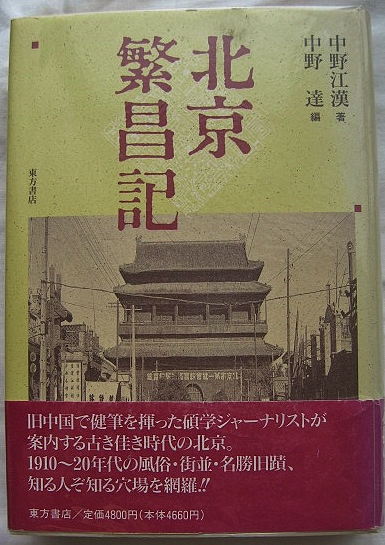 北京
繁昌記
中野江漢 著
中野 達 編
東方書店
旧中国で健筆を揮った碩学ジャーナリストが
案内する古き佳き時代の北京。
1910〜20年代の風俗・街並・名勝旧蹟、
知る人ぞ知る穴場を網羅!!
東方書店/定価4800円(本体4660円)